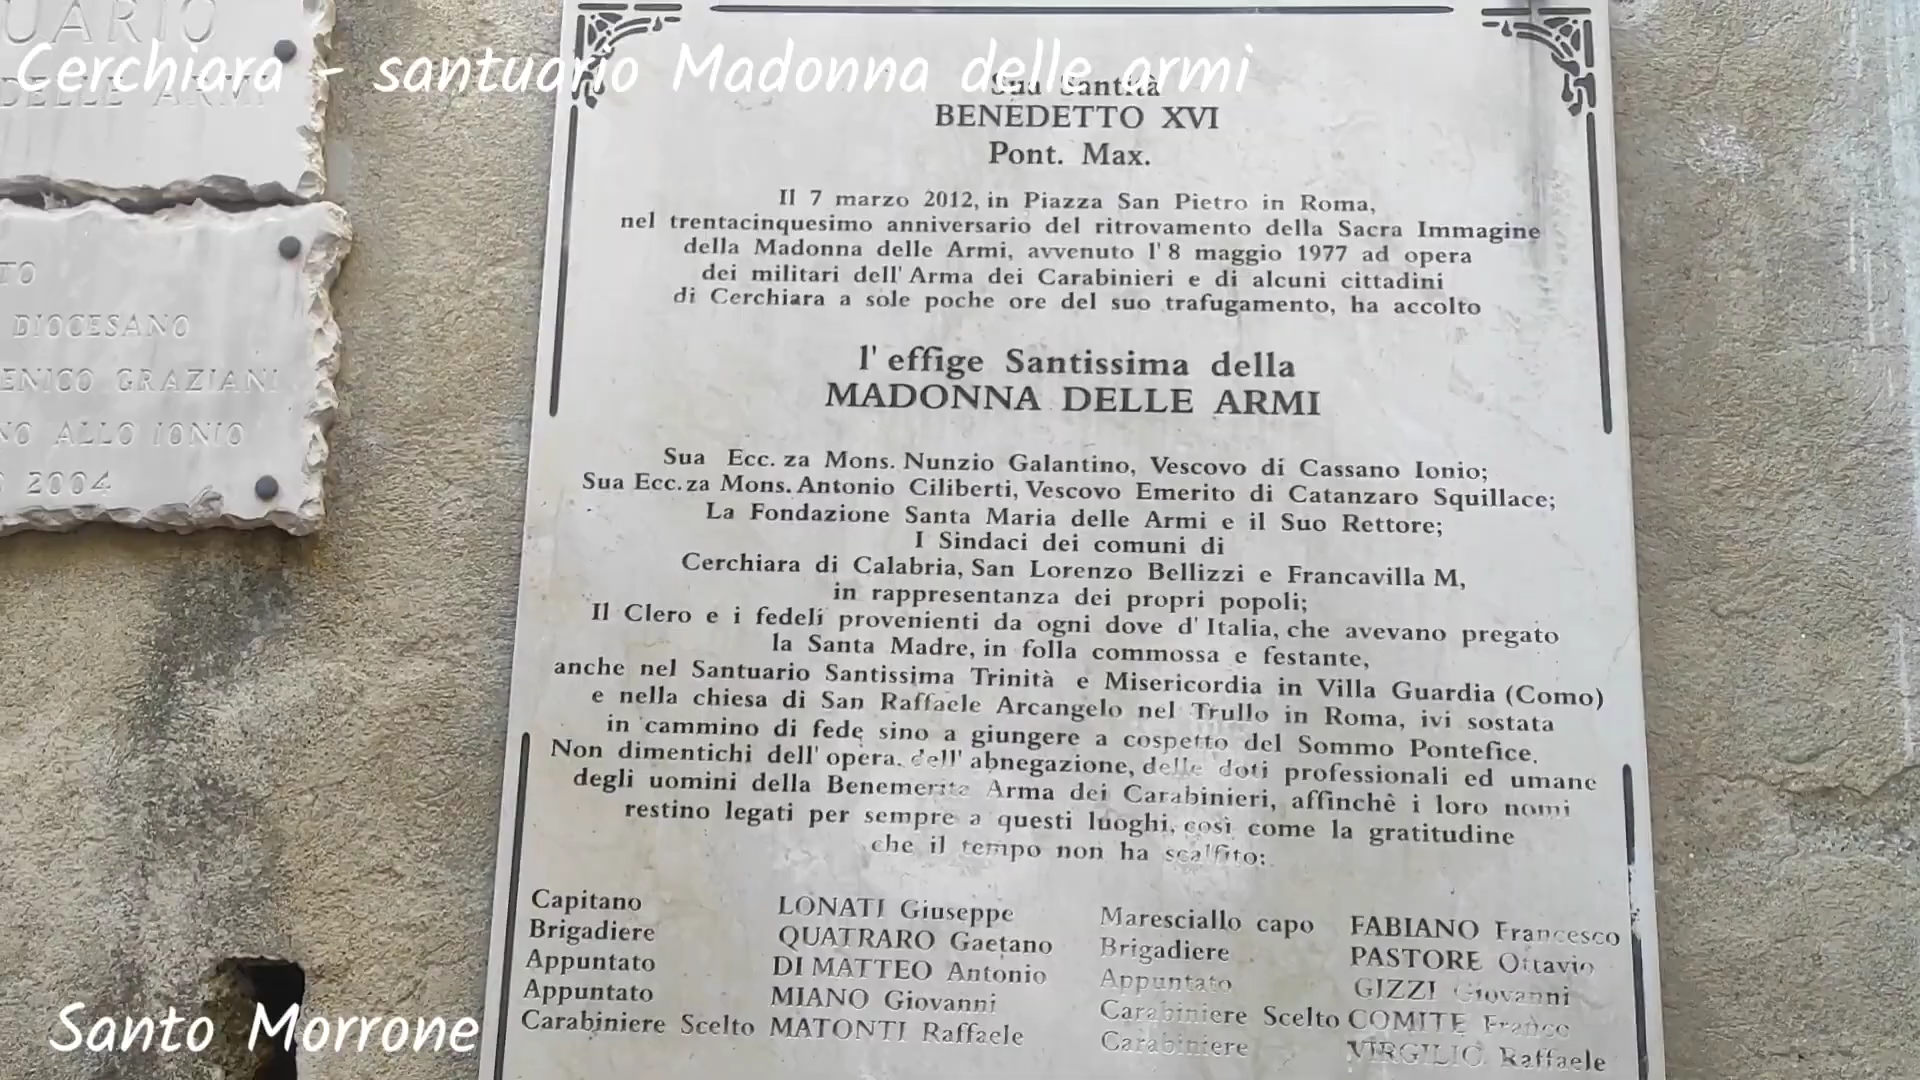 Cerchiara - santuario Madonna delle armi
UARIO
DELLE ARMI
TO
DIOCESANO
ENICO GRAZIANI
NO ALLO IONIO
2004
Sua Santità
BENEDETTO XVI
Pont. Max.
Il 7 marzo 2012, in Piazza San Pietro in Roma,
nel trentacinquesimo anniversario del ritrovamento della Sacra Immagine
della Madonna delle Armi, avvenuto l'8 maggio 1977 ad opera
dei militari dell'Arma dei Carabinieri e di alcuni cittadini
di Cerchiara a sole poche ore del suo trafugamento, ha accolto
l'effige Santissima della
MADONNA DELLE ARMI
Sua Ecc.za Mons. Nunzio Galantino, Vescovo di Cassano Ionio;
Sua Ecc.za Mons. Antonio Ciliberti, Vescovo Emerito di Catanzaro Squillace;
La Fondazione Santa Maria delle Armi e il Suo Rettore;
I Sindaci dei comuni di
Cerchiara di Calabria, San Lorenzo Bellizzi e Francavilla M,
in rappresentanza dei propri popoli;
Il Clero e i fedeli provenienti da ogni dove d'Italia, che avevano pregato
la Santa Madre, in folla commossa e festante,
anche nel Santuario Santissima Trinità e Misericordia in Villa Guardia (Como)
e nella chiesa di San Raffaele Arcangelo nel Trullo in Roma, ivi sostata
in cammino di fede sino a giungere a cospetto del Sommo Pontefice.
Non dimentichi dell'opera, dell'abnegazione, delle doti professionali ed umane
degli uomini della Benemerita Arma dei Carabinieri, affinchè i loro nomi
restino legati per sempre a questi luoghi, così come la gratitudine
che il tempo non ha scalfito:
Capitano LONATI Giuseppe Maresciallo capo FABIANO Francesco
Brigadiere QUATRARO Gaetano Brigadiere PASTORE Ottavio
Appuntato DI MATTEO Antonio Appuntato GIZZI Giovanni
Appuntato MIANO Giovanni Carabiniere Scelto COMITE Franco
Carabiniere Scelto MATONTI Raffaele Carabiniere VIRGILIO Raffaele
Santo Morrone